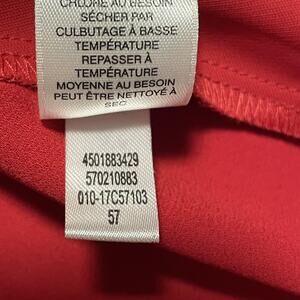 CHLORE AU BESOIN
SÉCHER PAR
CULBUTAGE À BASSE
TEMPÉRATURE
REPASSER À
TEMPÉRATURE
MOYENNE AU BESOIN
PEUT ÊTRE NETTOYÉ À
SEC
4501883429
570210883
010-17C57103
57